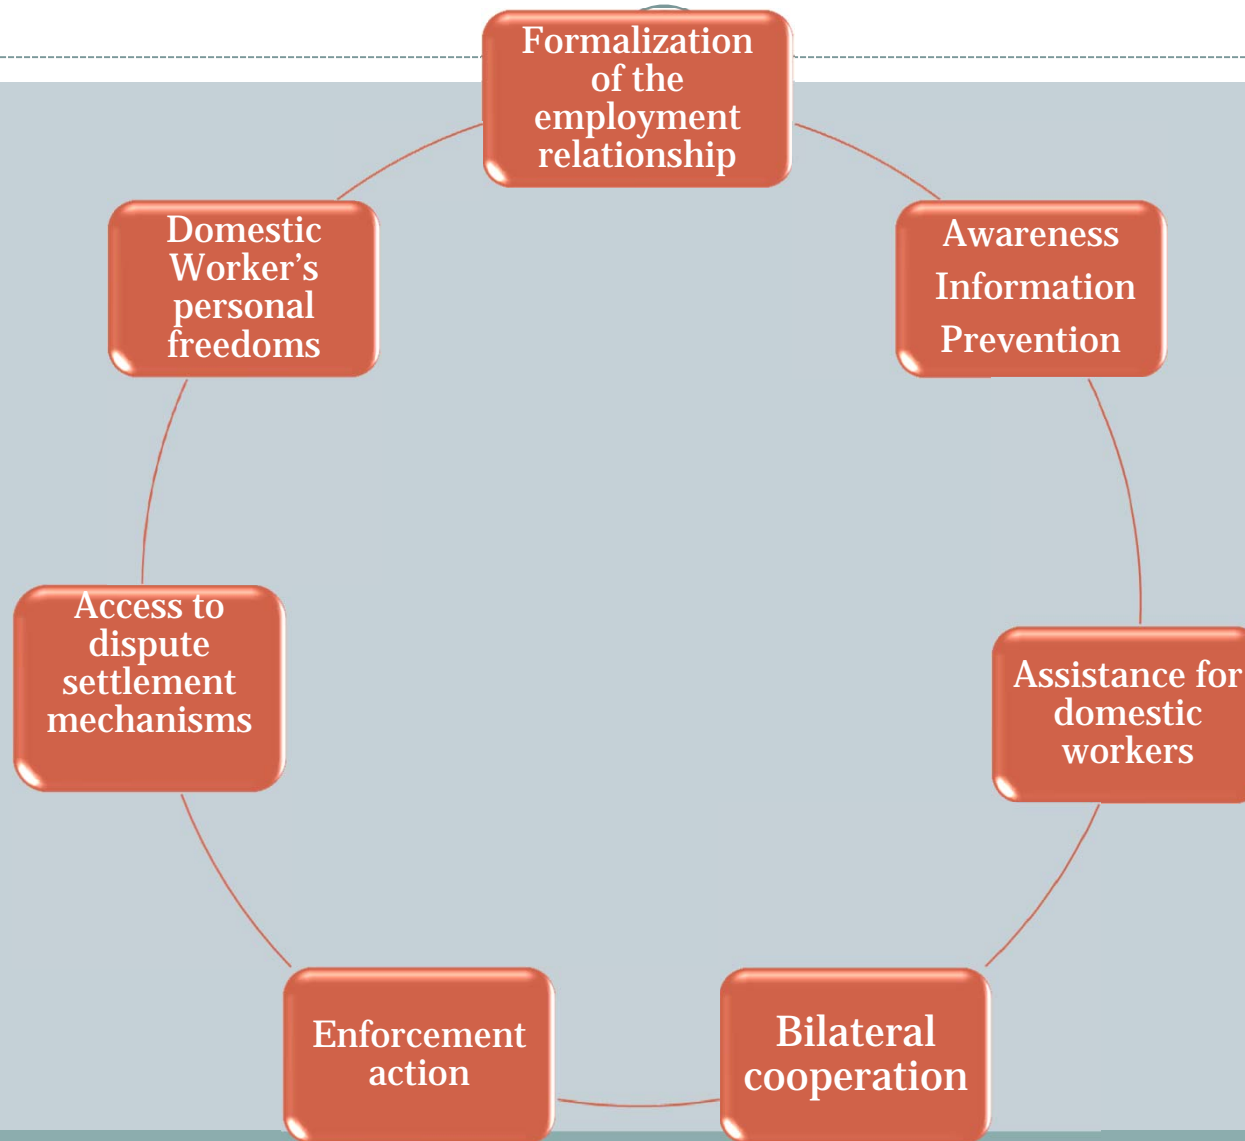 Formalization
of the
employment
relationship
Awareness
Information
Prevention
Assistance for
domestic
workers
Bilateral
cooperation
Enforcement
action
Access to
dispute
settlement
mechanisms
Domestic
Worker’s
personal
freedoms